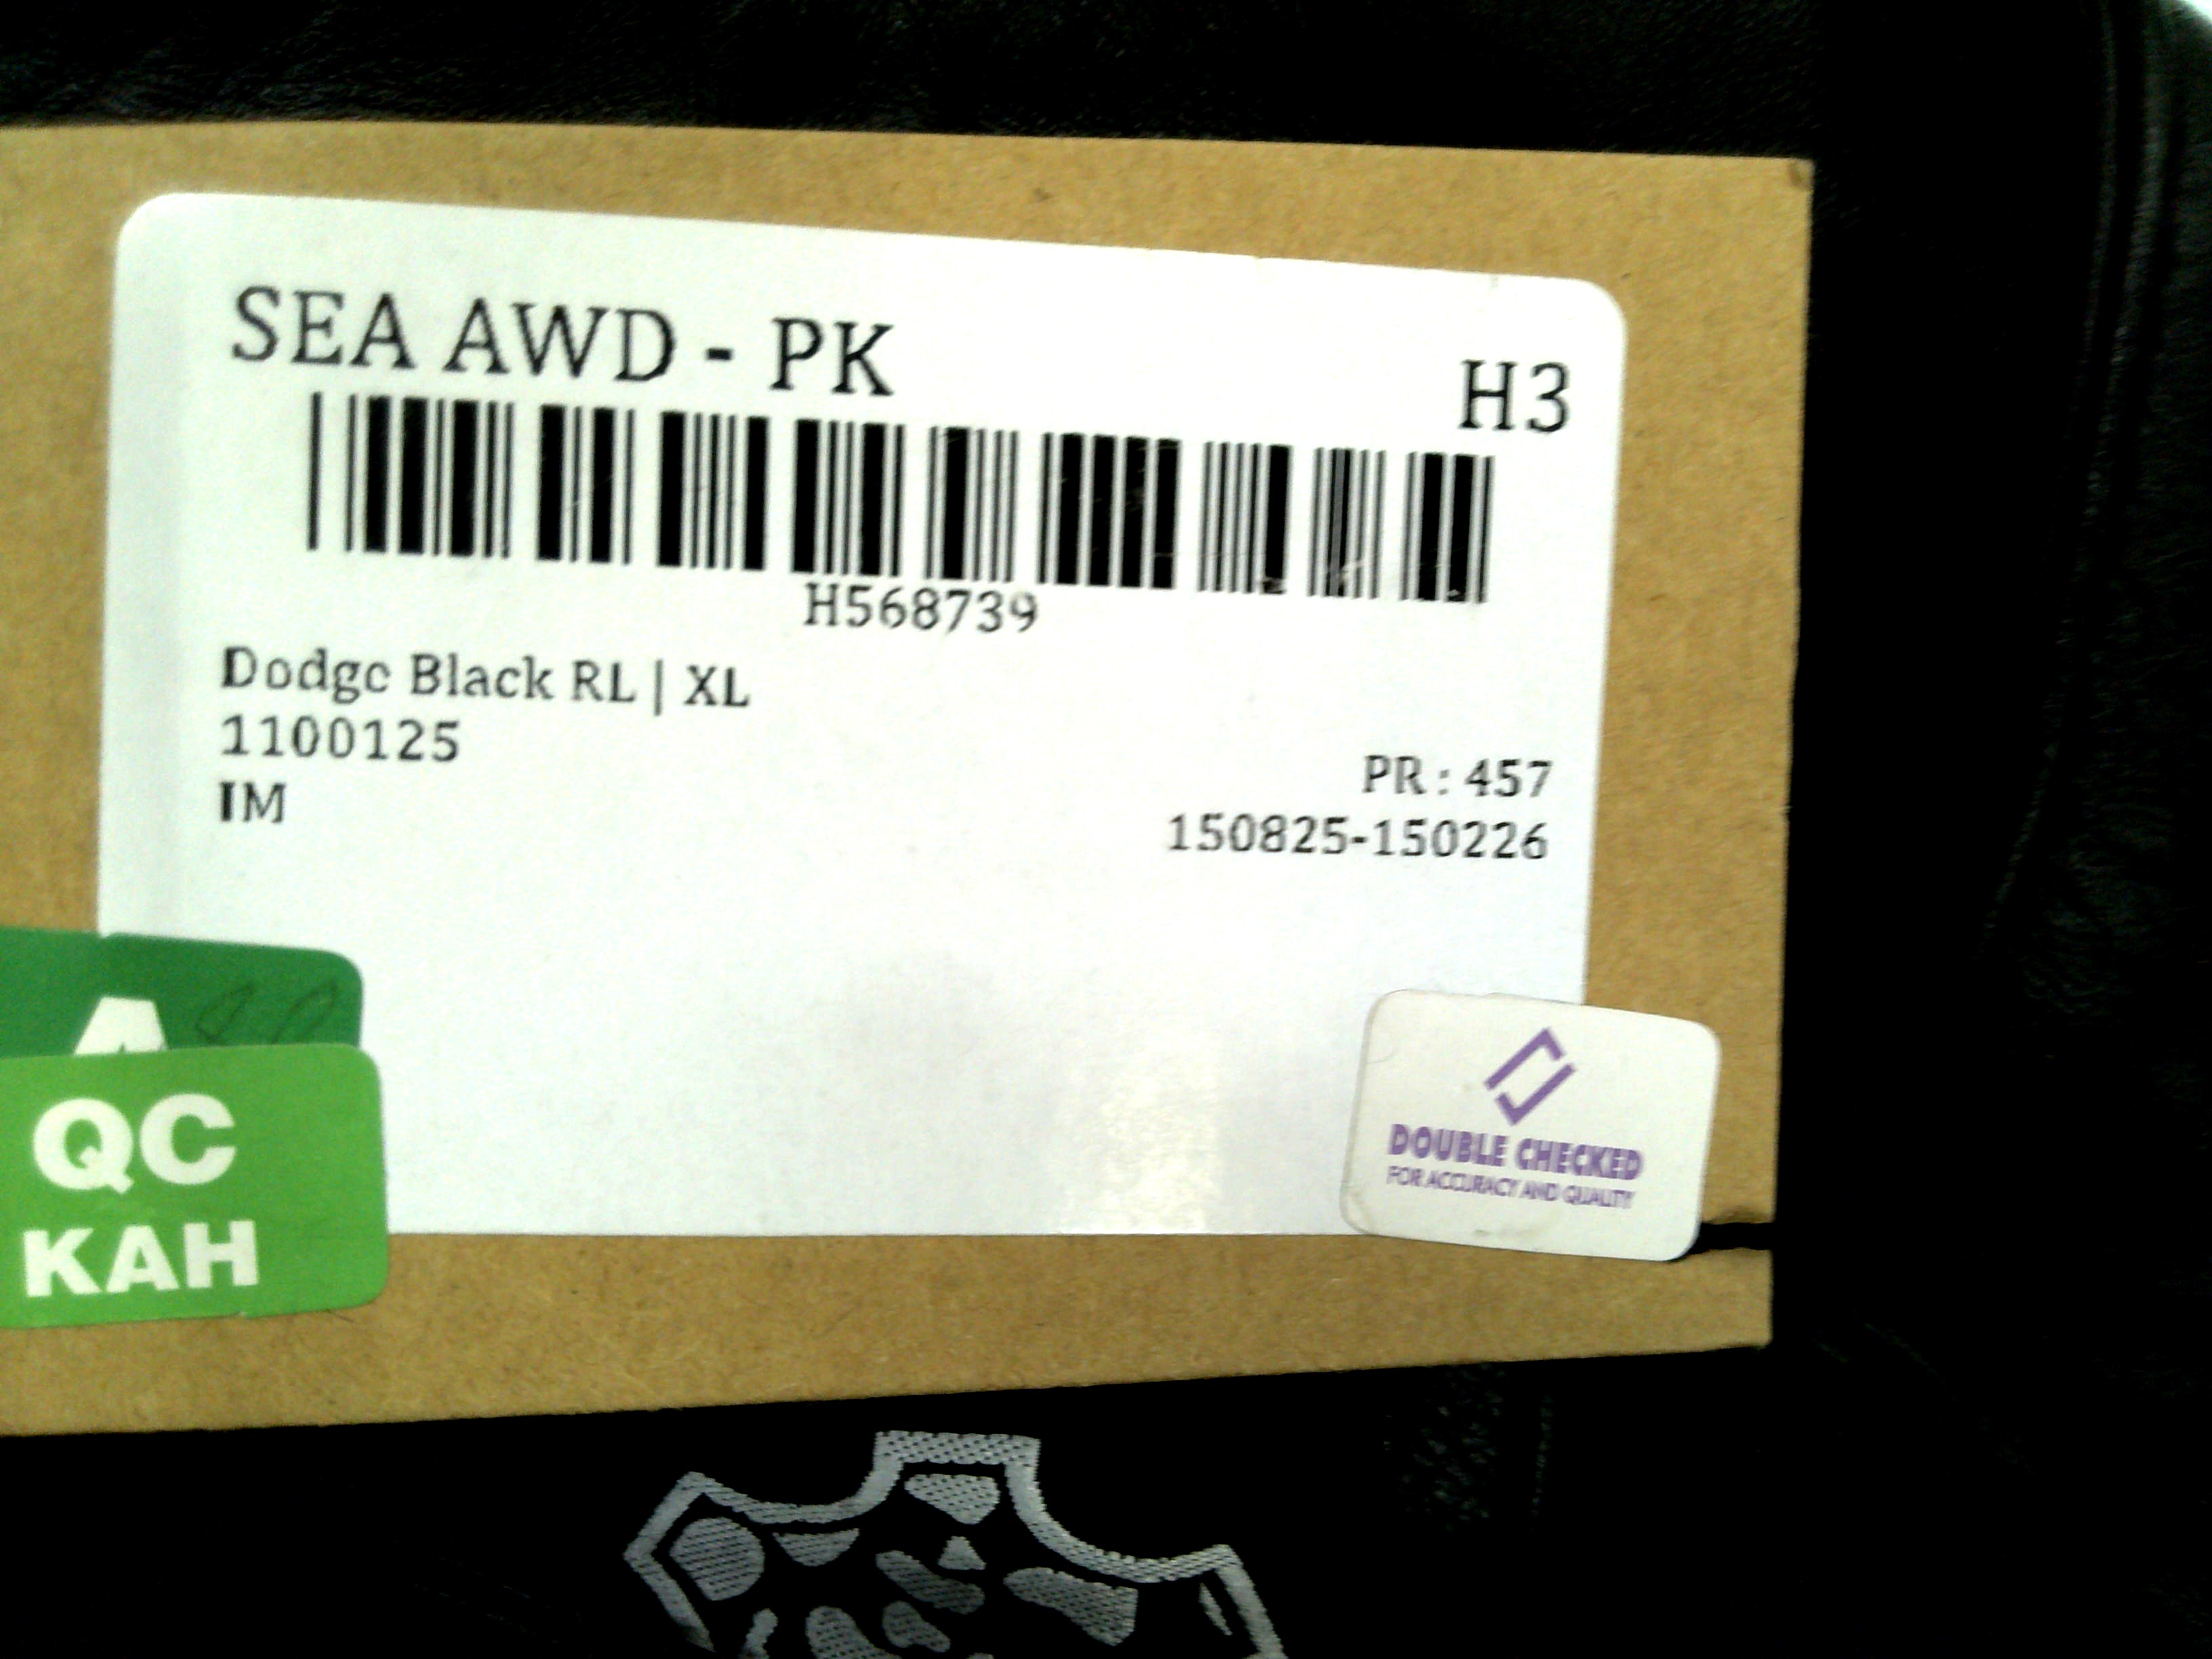 SEA AWD - PK
H3
H568739
Dodge Black RL | XL
1100125
IM
PR : 457
150825-150226
A
QC
KAH
DOUBLE CHECKED
FOR ACCURACY AND QUALITY